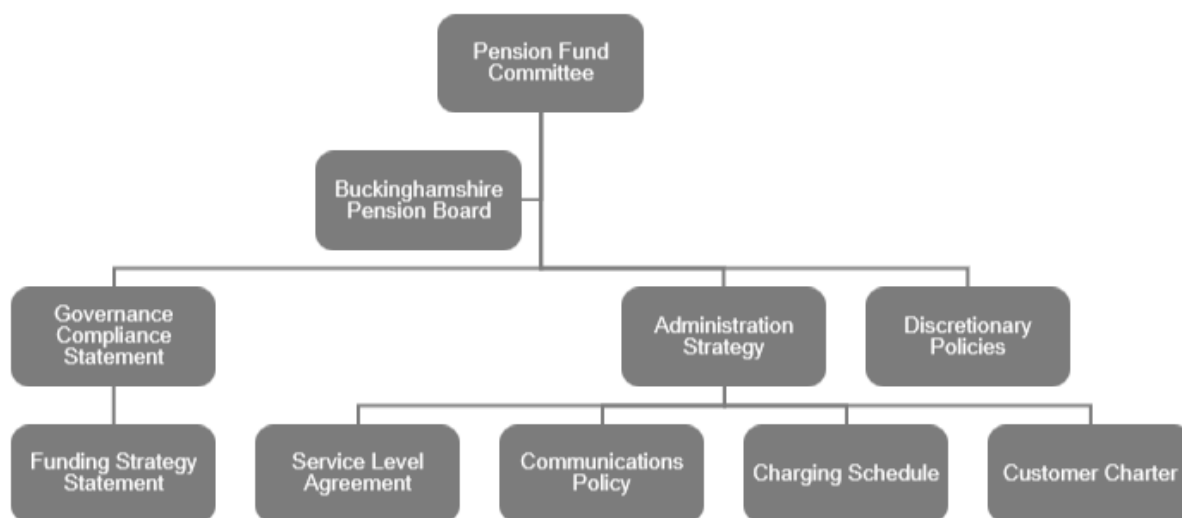 Pension Fund
Committee
Buckinghamshire
Pension Board
Governance
Compliance
Statement
Administration
Strategy
Discretionary
Policies
Funding Strategy
Statement
Service Level
Agreement
Communications
Policy
Charging Schedule
Customer Charter